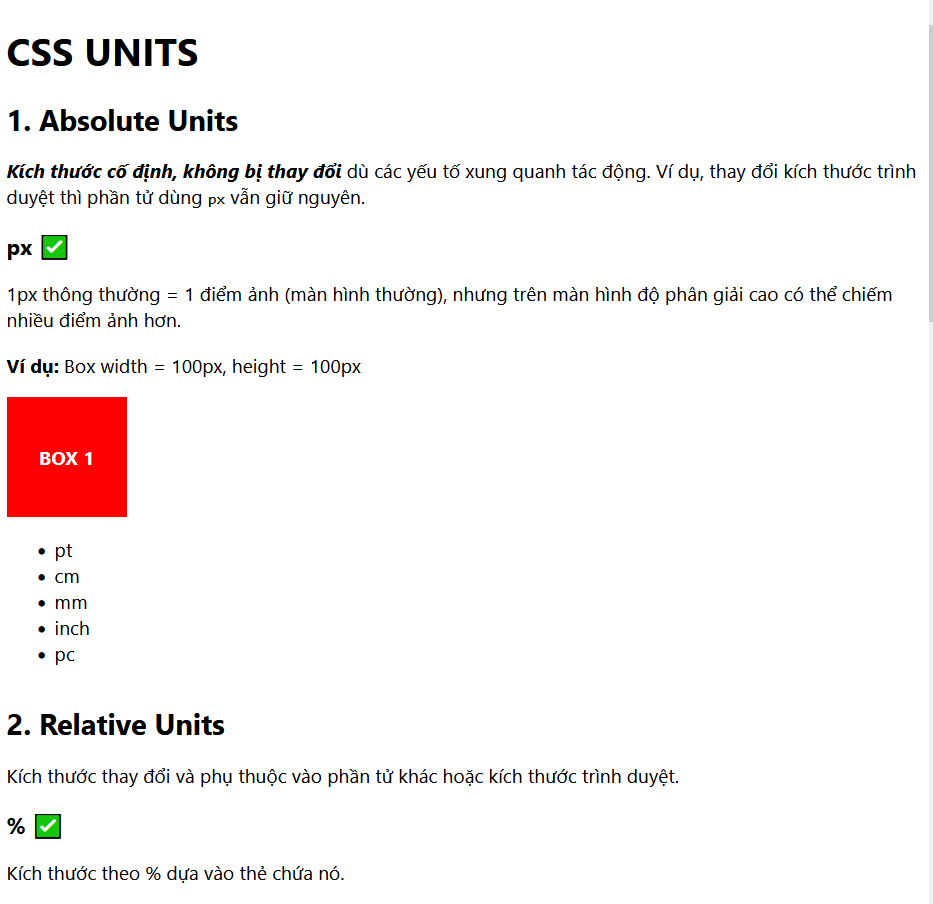 CSS UNITS
1. Absolute Units
Kích thước cố định, không bị thay đổi dù các yếu tố xung quanh tác động. Ví dụ, thay đổi kích thước trình
duyệt thì phần tử dùng px vẫn giữ nguyên.
px ✅
1px thông thường = 1 điểm ảnh (màn hình thường), nhưng trên màn hình độ phân giải cao có thể chiếm
nhiều điểm ảnh hơn.
Ví dụ: Box width = 100px, height = 100px
BOX 1
• pt
• cm
• mm
• inch
• pc
2. Relative Units
Kích thước thay đổi và phụ thuộc vào phần tử khác hoặc kích thước trình duyệt.
% ✅
Kích thước theo % dựa vào thẻ chứa nó.